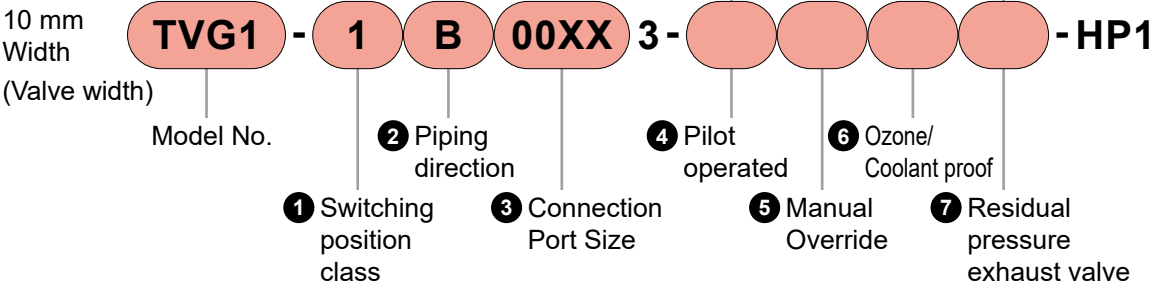 10 mm
Width
(Valve width)
TVG1 - 1 B 00XX 3 - - HP1
Model No.
2 Piping
direction
4 Pilot
operated
6 Ozone/
Coolant proof
1 Switching
position
class
3 Connection
Port Size
5 Manual
Override
7 Residual
pressure
exhaust valve